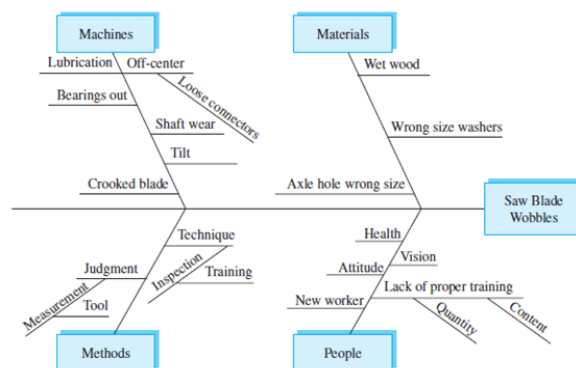 Machines
Materials
Lubrication
Off-center
Loose connectors
Bearings out
Shaft wear
Tilt
Crooked blade
Wet wood
Wrong size washers
Axle hole wrong size
Saw Blade
Wobbles
Technique
Inspection
Training
Judgment
Measurement
Tool
Health
Vision
Attitude
Lack of proper training
New worker
Quantity
Content
Methods
People